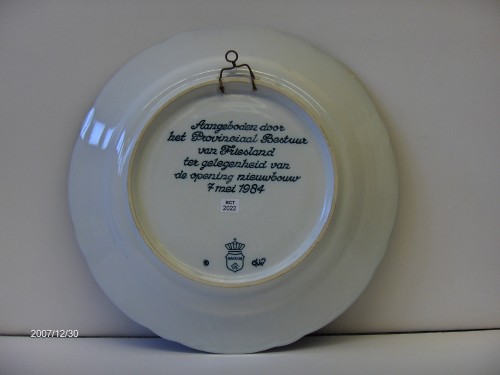 Aangeboden door
het Provinciaal Bestuur
van Friesland
ter gelegenheid van
de opening nieuwbouw
7 mei 1984
BCT
2022
©
2007/12/30